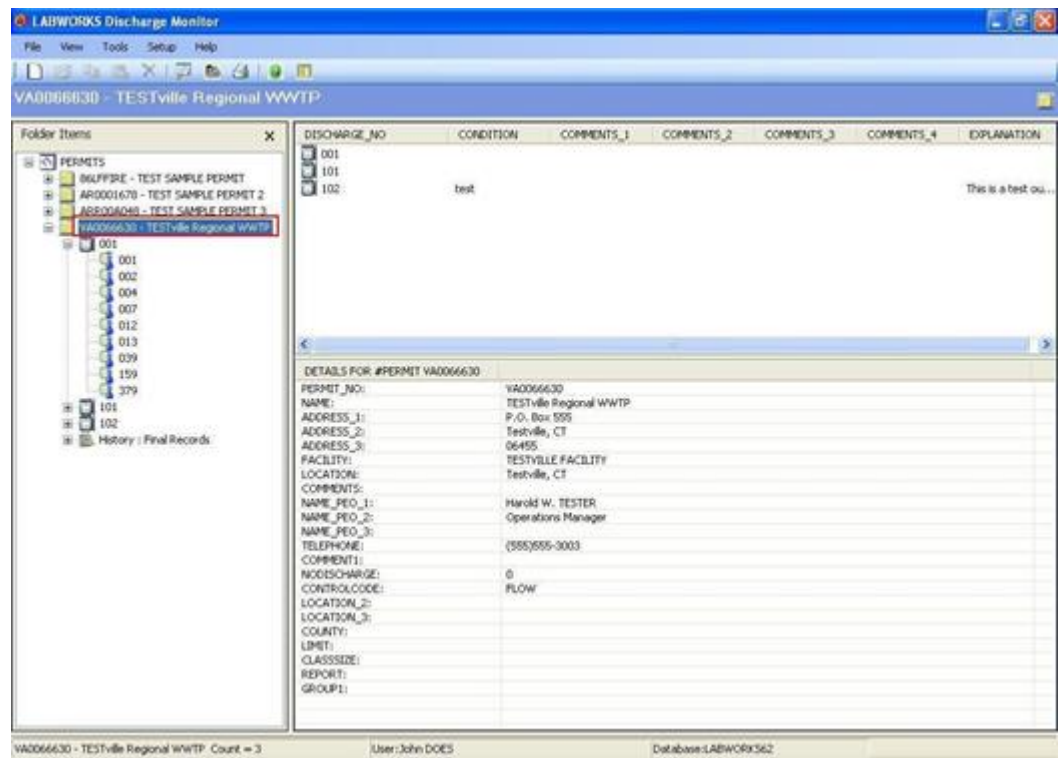 LABWORKS Discharge Monitor
File View Tools Setup Help
VA0066630 - TESTville Regional WWTP
Folder Items x
PERMITS
86LFFIRE - TEST SAMPLE PERMIT
AR0001678 - TEST SAMPLE PERMIT 2
ARR00A048 - TEST SAMPLE PERMIT 3
VA0066630 - TESTville Regional WWTP
001
001
002
004
007
012
013
039
159
379
101
102
History : Final Records
DISCHARGE_NO CONDITION COMMENTS_1 COMMENTS_2 COMMENTS_3 COMMENTS_4 EXPLANATION
001
101
102 test This is a test ou...
DETAILS FOR #PERMIT VA0066630
PERMIT_NO: VA0066630
NAME: TESTville Regional WWTP
ADDRESS_1: P.O. Box 555
ADDRESS_2: Testville, CT
ADDRESS_3: 06455
FACILITY: TESTVILLE FACILITY
LOCATION: Testville, CT
COMMENTS:
NAME_PEO_1: Harold W. TESTER
NAME_PEO_2: Operations Manager
NAME_PEO_3:
TELEPHONE: (555)555-3003
COMMENT1:
NODISCHARGE: 0
CONTROLCODE: FLOW
LOCATION_2:
LOCATION_3:
COUNTY:
LIMIT:
CLASSSIZE:
REPORT:
GROUP1:
VA0066630 - TESTville Regional WWTP Count = 3 User:John DOES Database:LABWORKS62